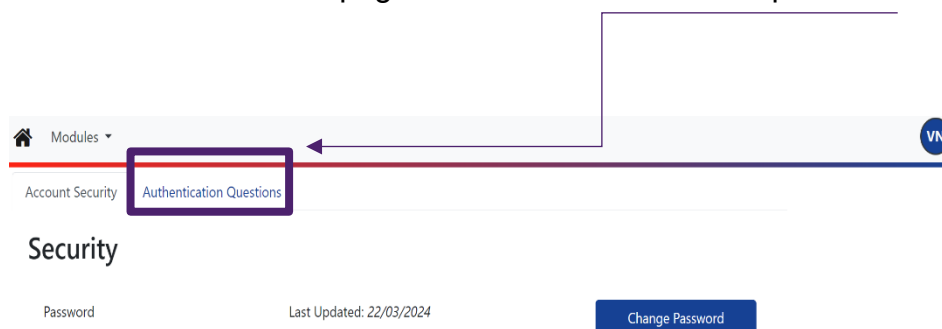 Modules
VN
Account Security Authentication Questions
Security
Password Last Updated: 22/03/2024 Change Password